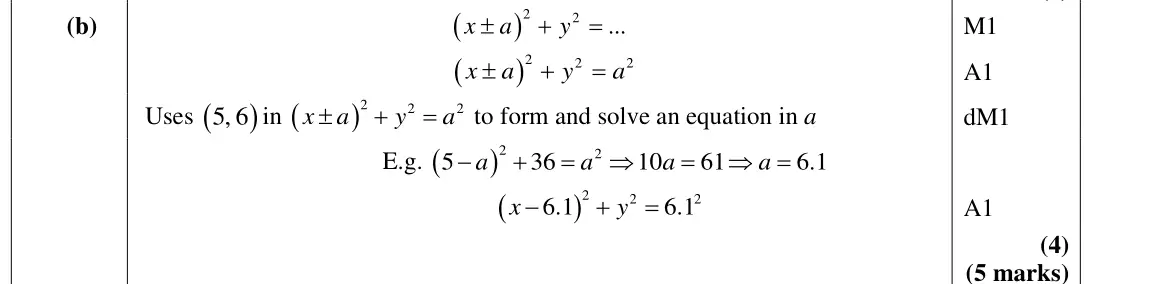 (b) (x ± a)² + y² = ... M1
(x ± a)² + y² = a² A1
Uses (5, 6) in (x ± a)² + y² = a² to form and solve an equation in a dM1
E.g. (5 − a)² + 36 = a² ⇒ 10a = 61 ⇒ a = 6.1
(x − 6.1)² + y² = 6.1² A1
(4)
(5 marks)